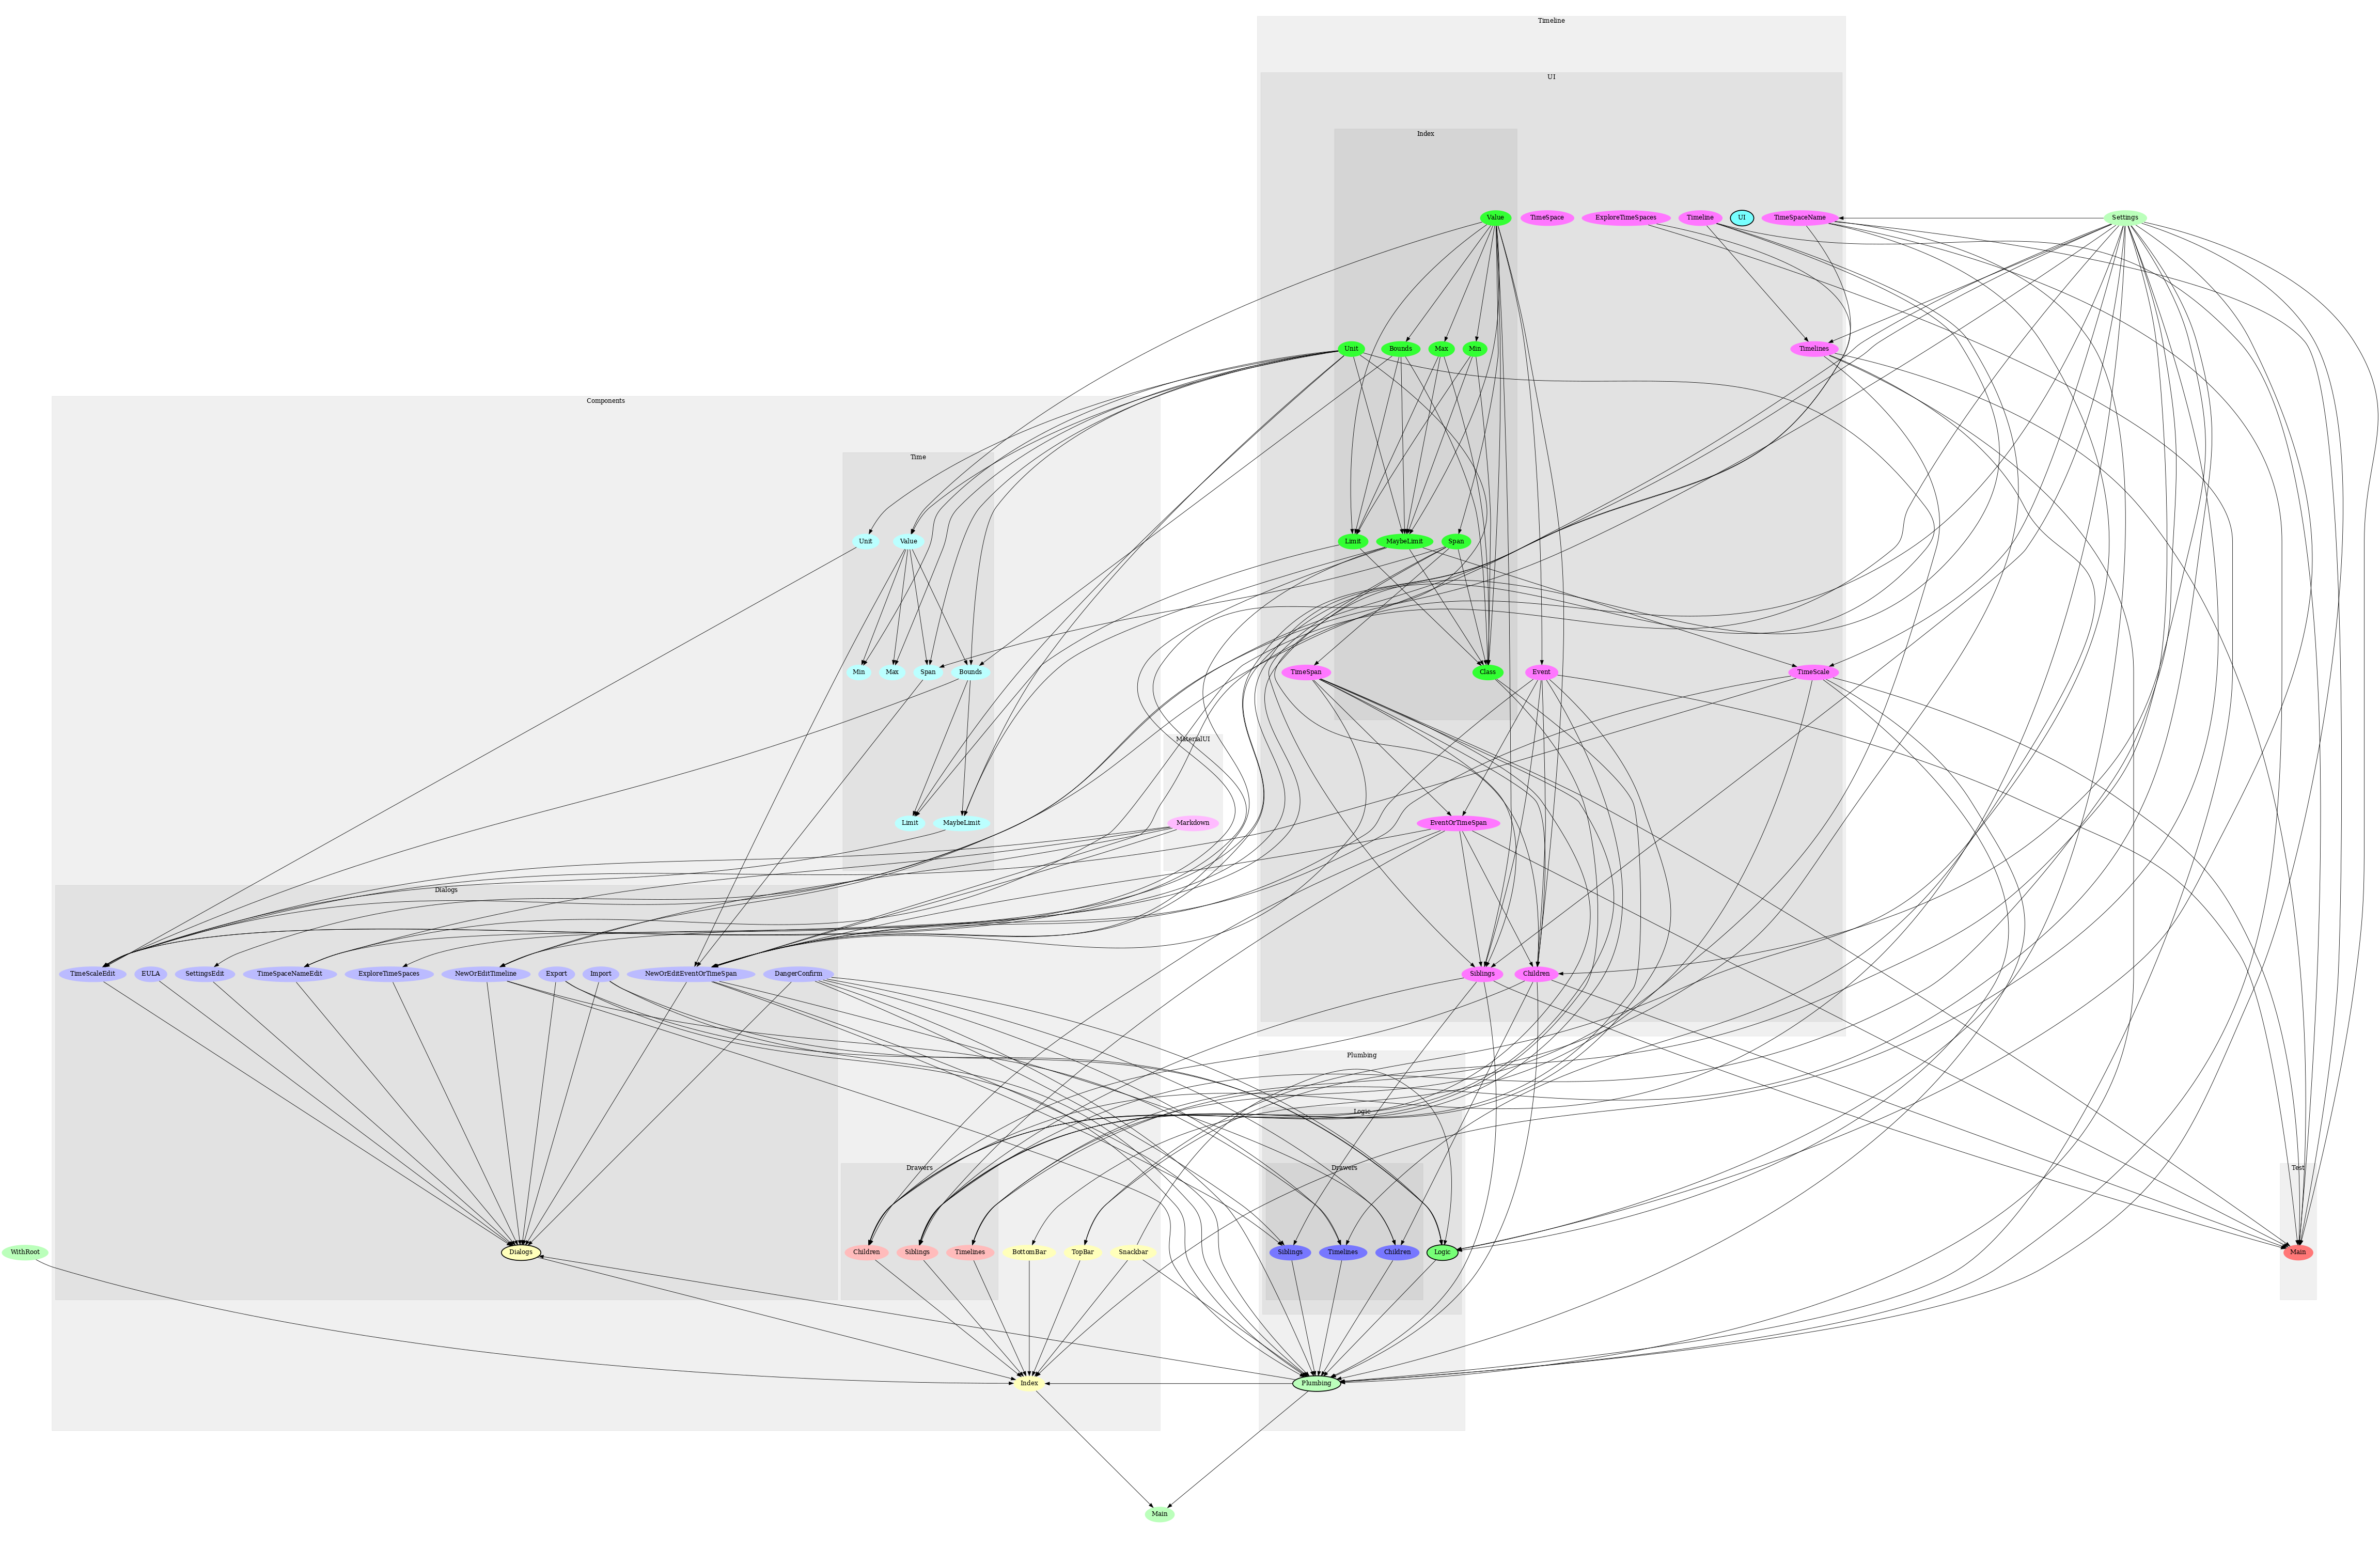 Timeline
UI
Index
Value
TimeSpace
ExploreTimeSpaces
Timeline
UI
TimeSpaceName
Settings
Unit
Bounds
Max
Min
Timelines
Components
Time
Unit
Value
Limit
MaybeLimit
Span
Min
Max
Span
Bounds
TimeSpan
Class
Event
TimeScale
MaterialUI
Limit
MaybeLimit
Markdown
EventOrTimeSpan
Dialogs
TimeScaleEdit
EULA
SettingsEdit
TimeSpaceNameEdit
ExploreTimeSpaces
NewOrEditTimeline
Export
Import
NewOrEditEventOrTimeSpan
DangerConfirm
Siblings
Children
Plumbing
Logic
Drawers
Drawers
Test
WithRoot
Dialogs
Children
Siblings
Timelines
BottomBar
TopBar
Snackbar
Siblings
Timelines
Children
Logic
Main
Index
Plumbing
Main